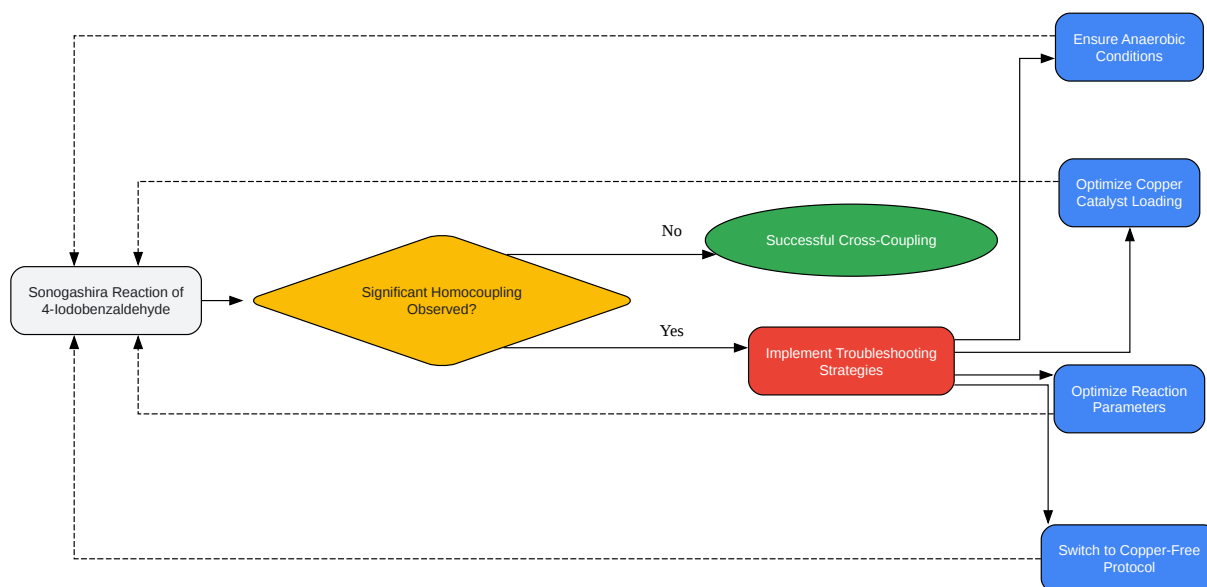 Ensure Anaerobic
Conditions
Optimize Copper
Catalyst Loading
No
Successful Cross-Coupling
Sonogashira Reaction of
4-Iodobenzaldehyde
Significant Homocoupling
Observed?
Yes
Implement Troubleshooting
Strategies
Optimize Reaction
Parameters
Switch to Copper-Free
Protocol